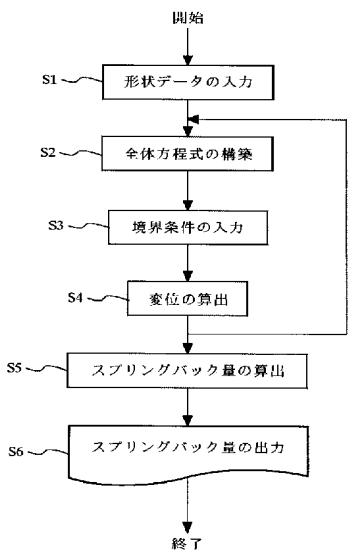 開始
S1
形状データの入力
S2
全体方程式の構築
S3
境界条件の入力
S4
変位の算出
S5
スプリングバック量の算出
S6
スプリングバック量の出力
終了